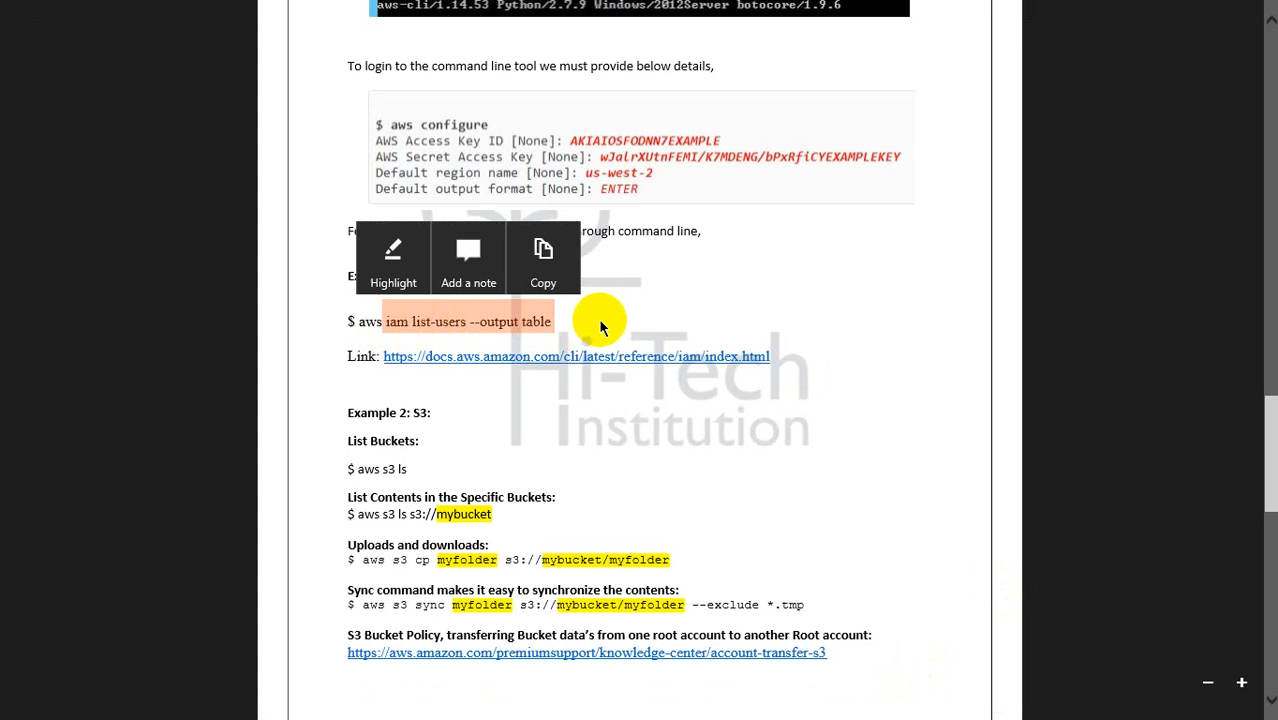 aws-cli/1.14.53 Python/2.7.9 Windows/2012Server botocore/1.9.6
To login to the command line tool we must provide below details,
$ aws configure
AWS Access Key ID [None]: AKIAIOSFODNN7EXAMPLE
AWS Secret Access Key [None]: wJalrXUtnFEMI/K7MDENG/bPxRfiCYEXAMPLEKEY
Default region name [None]: us-west-2
Default output format [None]: ENTER
through command line,
Highlight
Add a note
Copy
$ aws iam list-users --output table
Link: https://docs.aws.amazon.com/cli/latest/reference/iam/index.html
Hi-Tech
Institution
Example 2: S3:
List Buckets:
$ aws s3 ls
List Contents in the Specific Buckets:
$ aws s3 ls s3://mybucket
Uploads and downloads:
$ aws s3 cp myfolder s3://mybucket/myfolder
Sync command makes it easy to synchronize the contents:
$ aws s3 sync myfolder s3://mybucket/myfolder --exclude *.tmp
S3 Bucket Policy, transferring Bucket data's from one root account to another Root account:
https://aws.amazon.com/premiumsupport/knowledge-center/account-transfer-s3